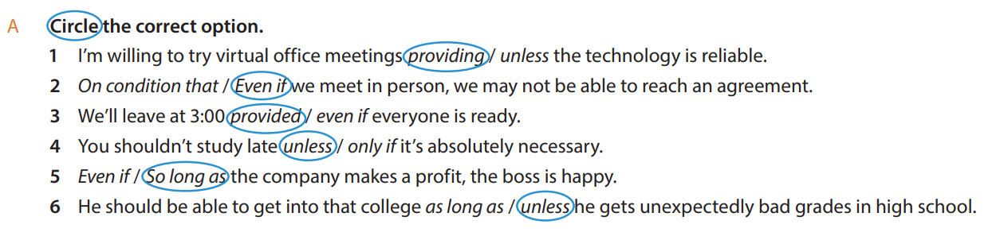 A Circle the correct option.
1 I'm willing to try virtual office meetings providing / unless the technology is reliable.
2 On condition that / Even if we meet in person, we may not be able to reach an agreement.
3 We'll leave at 3:00 provided / even if everyone is ready.
4 You shouldn't study late unless / only if it's absolutely necessary.
5 Even if / So long as the company makes a profit, the boss is happy.
6 He should be able to get into that college as long as / unless he gets unexpectedly bad grades in high school.